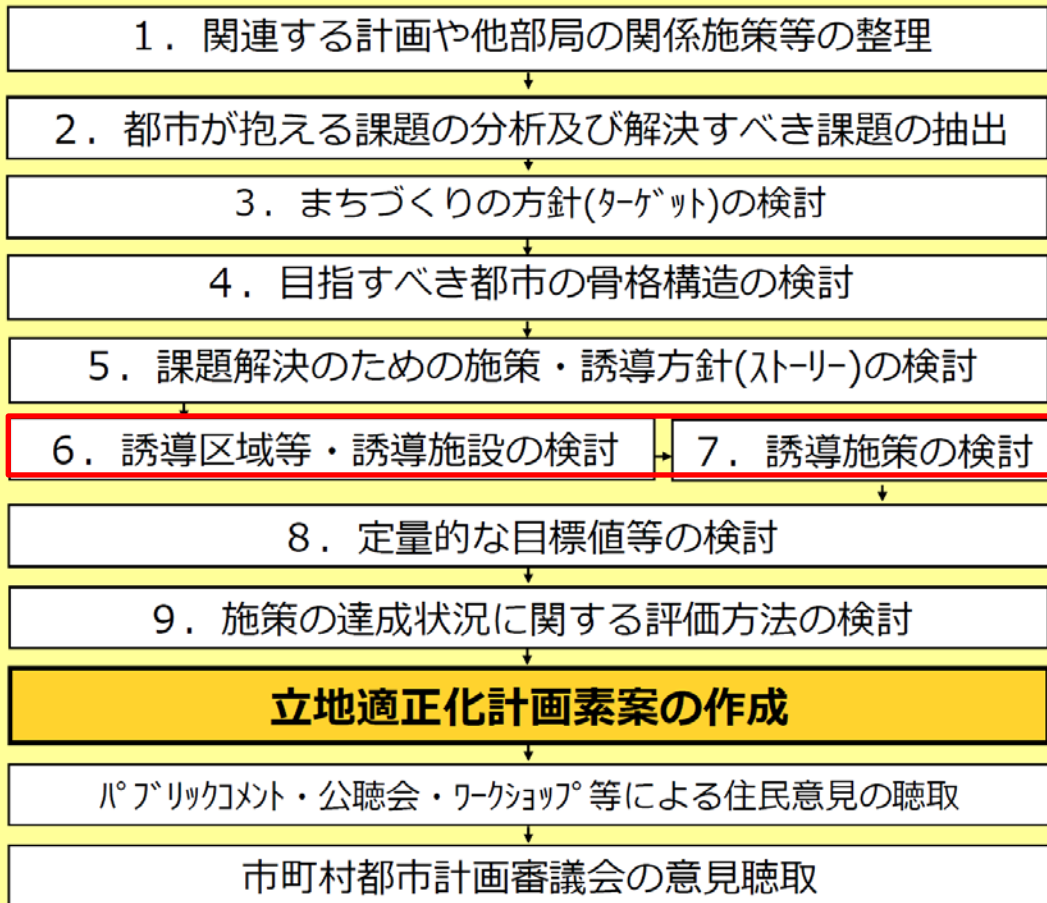 1．関連する計画や他部局の関係施策等の整理
2．都市が抱える課題の分析及び解決すべき課題の抽出
3．まちづくりの方針(ﾀｰｹﾞｯﾄ)の検討
4．目指すべき都市の骨格構造の検討
5．課題解決のための施策・誘導方針(ｽﾄｰﾘｰ)の検討
6．誘導区域等・誘導施設の検討
7．誘導施策の検討
8．定量的な目標値等の検討
9．施策の達成状況に関する評価方法の検討
立地適正化計画素案の作成
ﾊﾟﾌﾞﾘｯｸｺﾒﾝﾄ・公聴会・ﾜｰｸｼｮｯﾌﾟ等による住民意見の聴取
市町村都市計画審議会の意見聴取